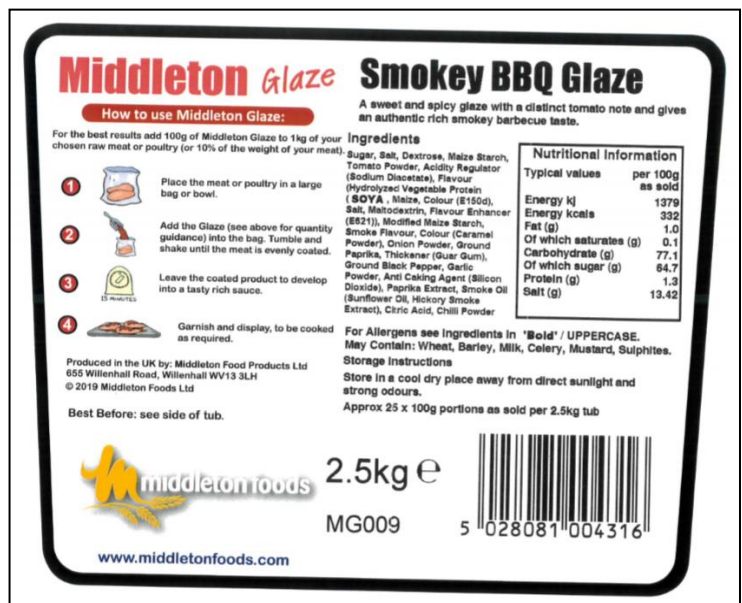 Middleton Glaze
How to use Middleton Glaze:
For the best results add 100g of Middleton Glaze to 1kg of your
chosen raw meat or poultry (or 10% of the weight of your meat).
1
Place the meat or poultry in a large
bag or bowl.
2
Add the Glaze (see above for quantity
guidance) into the bag. Tumble and
shake until the meat is evenly coated.
3
15 MINUTES
Leave the coated product to develop
into a tasty rich sauce.
4
Garnish and display, to be cooked
as required.
Produced in the UK by: Middleton Food Products Ltd
655 Willenhall Road, Willenhall WV13 3LH
© 2019 Middleton Foods Ltd
Best Before: see side of tub.
Smokey BBQ Glaze
A sweet and spicy glaze with a distinct tomato note and gives
an authentic rich smokey barbecue taste.
Ingredients
Sugar, Salt, Dextrose, Maize Starch,
Tomato Powder, Acidity Regulator
(Sodium Diacetate), Flavour
(Hydrolyzed Vegetable Protein
( SOYA , Maize, Colour (E150d),
Salt, Maltodextrin, Flavour Enhancer
(E621)), Modified Maize Starch,
Smoke Flavour, Colour (Caramel
Powder), Onion Powder, Ground
Paprika, Thickener (Guar Gum),
Ground Black Pepper, Garlic
Powder, Anti Caking Agent (Silicon
Dioxide), Paprika Extract, Smoke Oil
(Sunflower Oil, Hickory Smoke
Extract), Citric Acid, Chilli Powder
Nutritional Information
Typical values per 100g
as sold
Energy kj 1379
Energy kcals 332
Fat (g) 1.0
Of which saturates (g) 0.1
Carbohydrate (g) 77.1
Of which sugar (g) 64.7
Protein (g) 1.3
Salt (g) 13.42
For Allergens see Ingredients in 'Bold' / UPPERCASE.
May Contain: Wheat, Barley, Milk, Celery, Mustard, Sulphites.
Storage Instructions
Store in a cool dry place away from direct sunlight and
strong odours.
Approx 25 x 100g portions as sold per 2.5kg tub
middleton foods
www.middletonfoods.com
2.5kg e
MG009
5 028081 004316